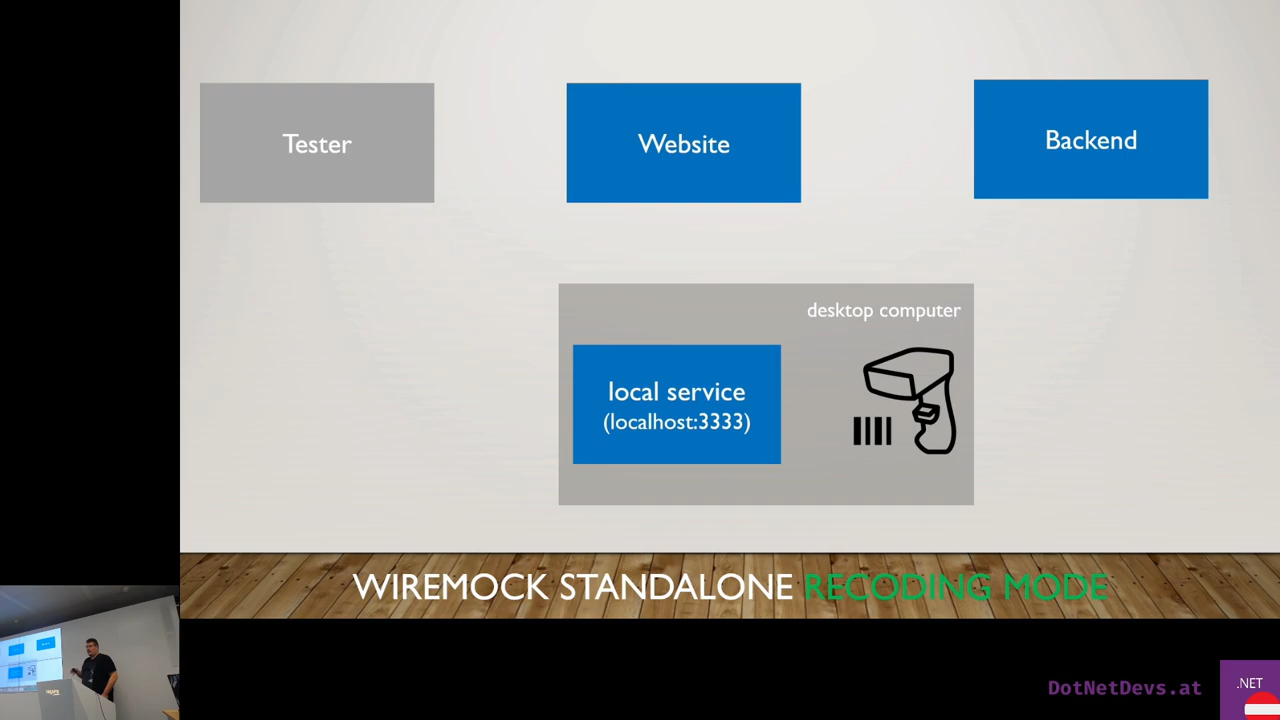 Tester
Website
Backend
desktop computer
local service
(localhost:3333)
WIREMOCK STANDALONE RECODING MODE
DotNetDevs.at
.NET